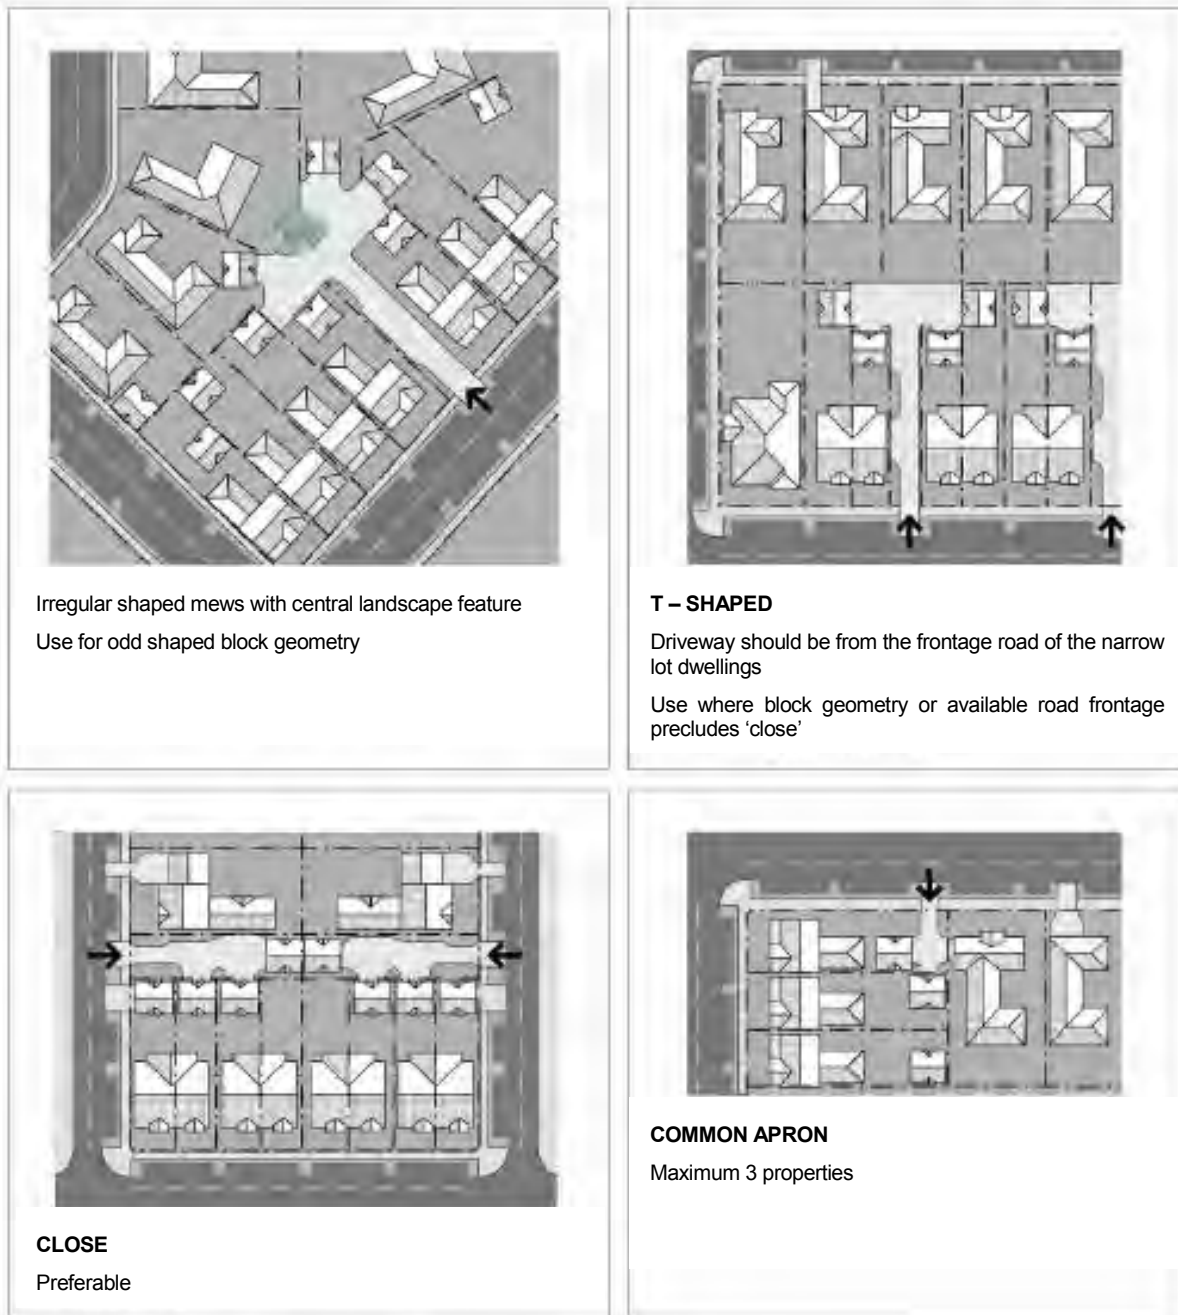 Irregular shaped mews with central landscape feature
Use for odd shaped block geometry
T – SHAPED
Driveway should be from the frontage road of the narrow
lot dwellings
Use where block geometry or available road frontage
precludes ‘close’
CLOSE
Preferable
COMMON APRON
Maximum 3 properties